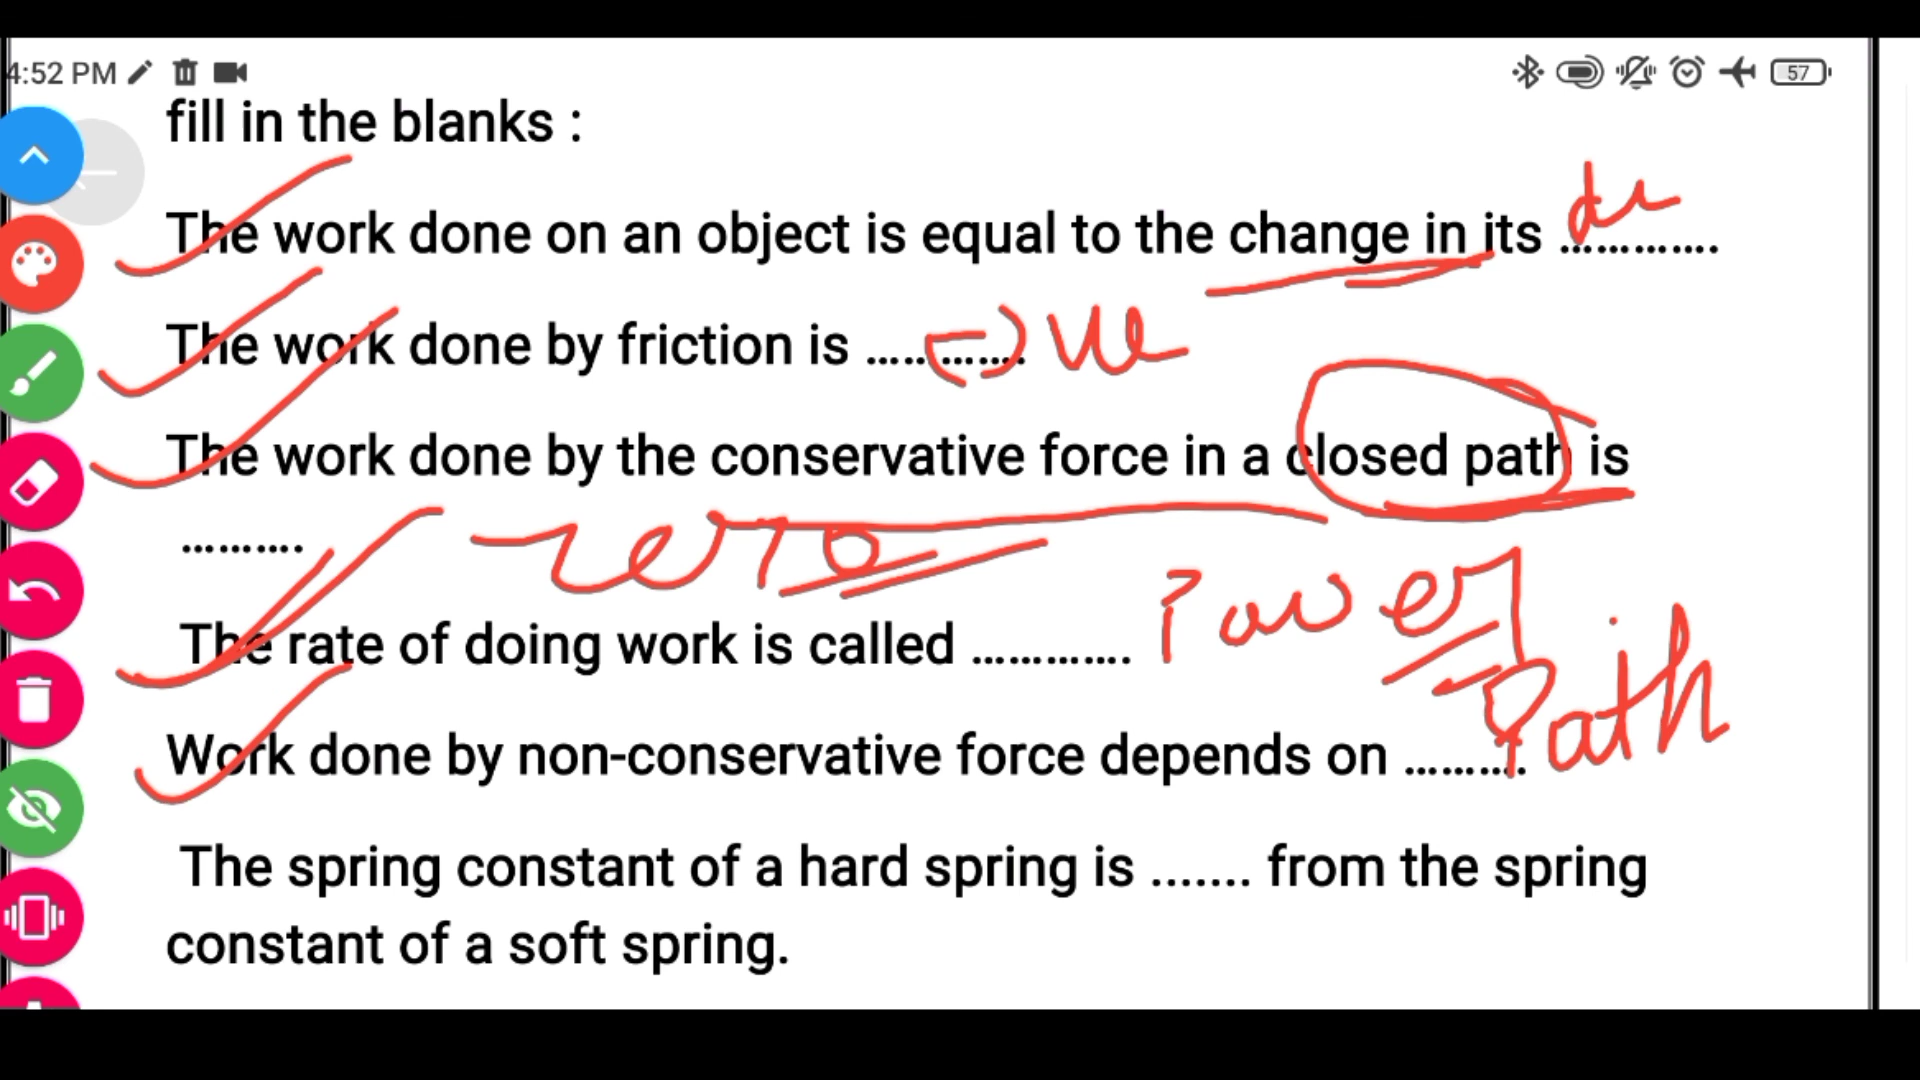 4:52 PM
57
fill in the blanks :
The work done on an object is equal to the change in its .............
The work done by friction is ............. (-) ve
The work done by the conservative force in a closed path is
.......... zero
The rate of doing work is called ............. Power
Work done by non-conservative force depends on .......... Path
The spring constant of a hard spring is ....... from the spring
constant of a soft spring.